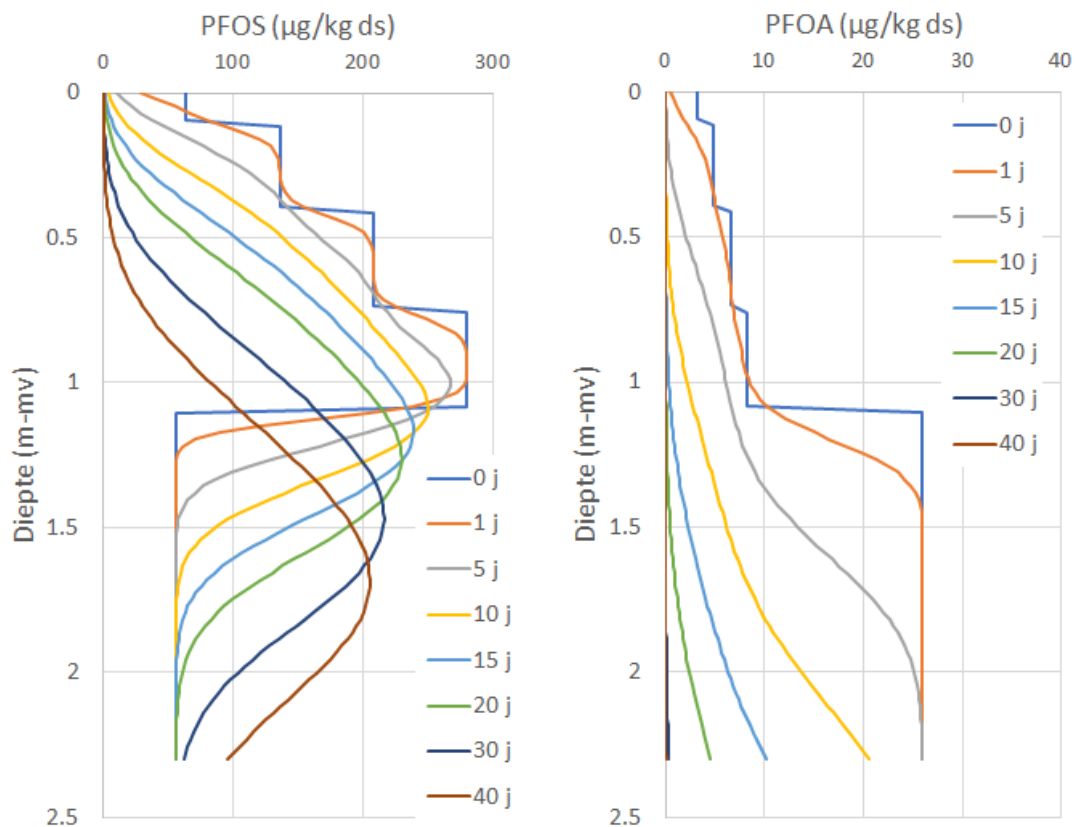 PFOS (µg/kg ds)
0 100 200 300
0
0.5
1
1.5
2
2.5
Diepte (m-mv)
0 j
1 j
5 j
10 j
15 j
20 j
30 j
40 j
PFOA (µg/kg ds)
0 10 20 30 40
0
0.5
1
1.5
2
2.5
Diepte (m-mv)
0 j
1 j
5 j
10 j
15 j
20 j
30 j
40 j